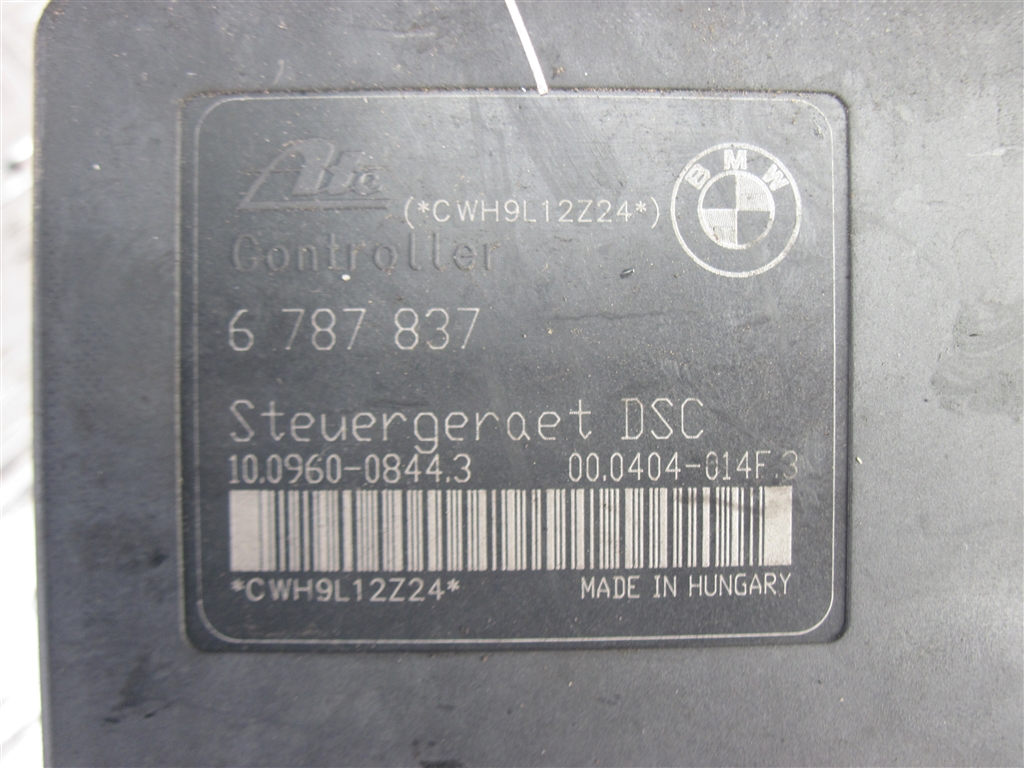 Ate
(*CWH9L12Z24*)
BMW
Controller
6 787 837
Steuergeraet DSC
10.0960-0844.3 00.0404-014F.3
*CWH9L12Z24* MADE IN HUNGARY